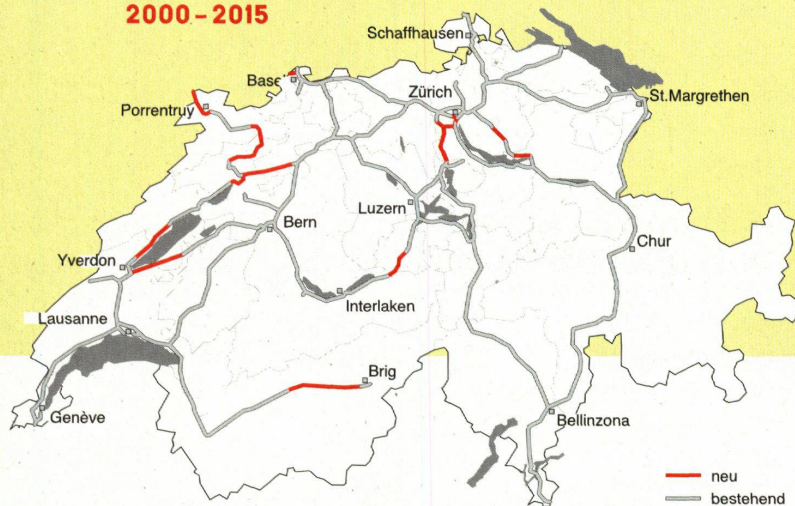 2000 – 2015
Schaffhausen
Basel
Zürich
Porrentruy
St. Margrethen
Luzern
Bern
Chur
Yverdon
Interlaken
Lausanne
Brig
Genève
Bellinzona
neu
bestehend